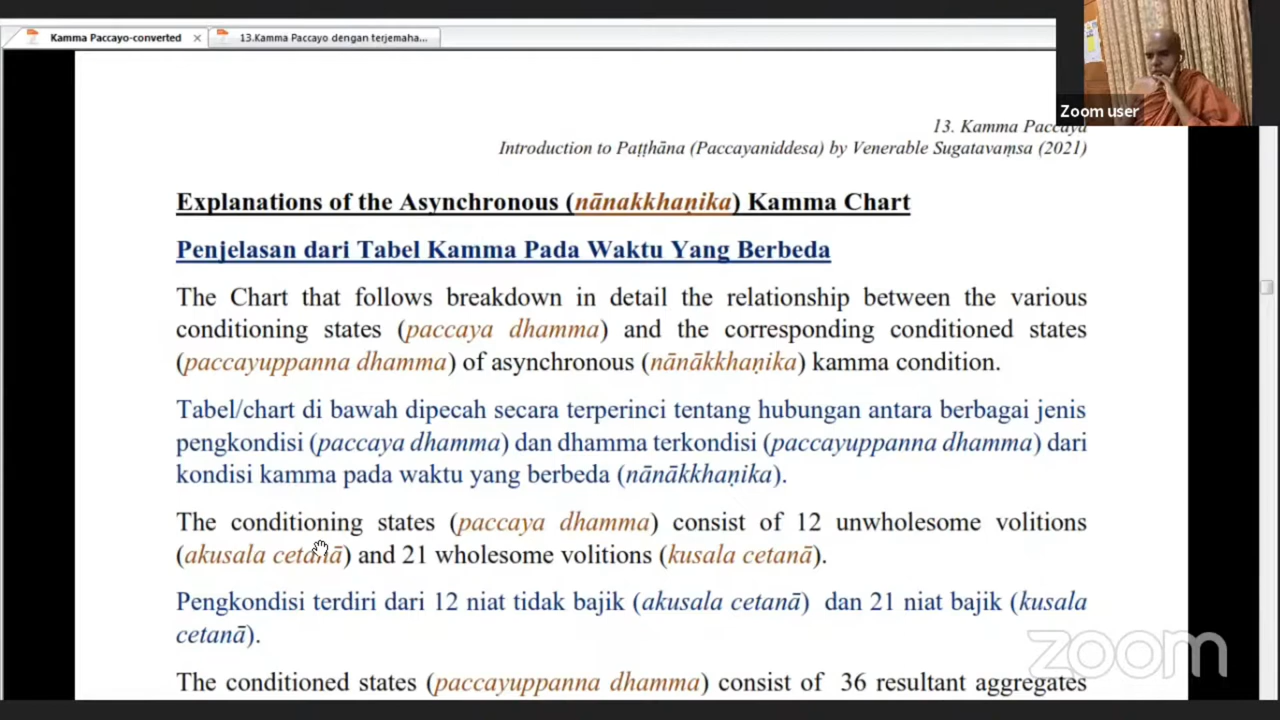 Kamma Paccayo-converted
13.Kamma Paccayo dengan terjemaha...
Zoom user
13. Kamma Paccaya
Introduction to Paṭṭhāna (Paccayaniddesa) by Venerable Sugatavaṃsa (2021)
Explanations of the Asynchronous (nānakkhaṇika) Kamma Chart
Penjelasan dari Tabel Kamma Pada Waktu Yang Berbeda
The Chart that follows breakdown in detail the relationship between the various
conditioning states (paccaya dhamma) and the corresponding conditioned states
(paccayuppanna dhamma) of asynchronous (nānākkhaṇika) kamma condition.
Tabel/chart di bawah dipecah secara terperinci tentang hubungan antara berbagai jenis
pengkondisi (paccaya dhamma) dan dhamma terkondisi (paccayuppanna dhamma) dari
kondisi kamma pada waktu yang berbeda (nānākkhaṇika).
The conditioning states (paccaya dhamma) consist of 12 unwholesome volitions
(akusala cetanā) and 21 wholesome volitions (kusala cetanā).
Pengkondisi terdiri dari 12 niat tidak bajik (akusala cetanā) dan 21 niat bajik (kusala
cetanā).
zoom
The conditioned states (paccayuppanna dhamma) consist of 36 resultant aggregates